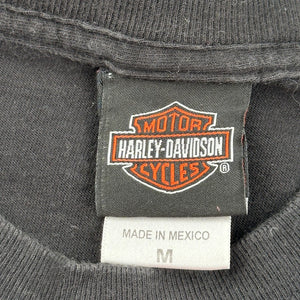 MOTOR
HARLEY-DAVIDSON
CYCLES
®
MADE IN MEXICO
M